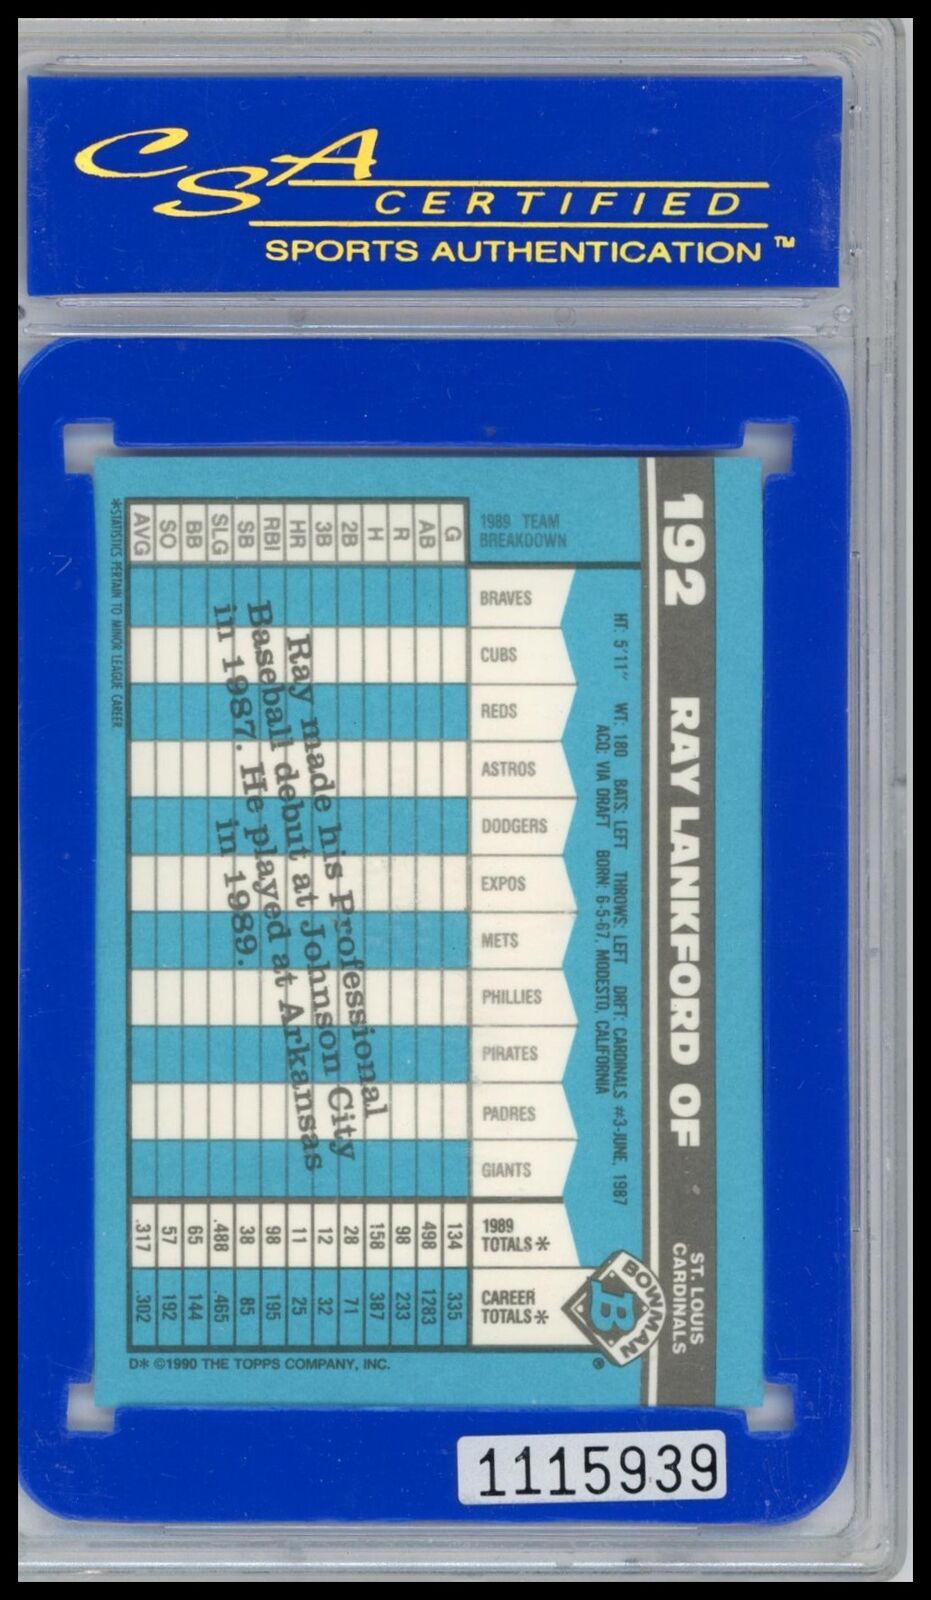 CSA
CERTIFIED
SPORTS AUTHENTICATION ™
192 RAY LANKFORD OF
ST. LOUIS
CARDINALS
HT: 5'11" WT: 180 BATS: LEFT THROWS: LEFT DRFT: CARDINALS #3-JUNE, 1987
ACQ: VIA DRAFT BORN: 6-5-67, MODESTO, CALIFORNIA
BOWMAN
B
®
1989 TEAM
BREAKDOWN
G AB R H 2B 3B HR RBI SB SLG BB SO AVG
BRAVES
CUBS
REDS
ASTROS
DODGERS
EXPOS
METS
PHILLIES
PIRATES
PADRES
GIANTS
1989
TOTALS* 134 498 98 158 28 12 11 98 38 .488 65 57 .317
CAREER
TOTALS* 335 1283 233 387 71 32 25 195 85 .465 144 192 .302
Ray made his Professional
Baseball debut at Johnson City
in 1987. He played at Arkansas
in 1989.
*STATISTICS PERTAIN TO MINOR LEAGUE CAREER.
D* ©1990 THE TOPPS COMPANY, INC.
1115939